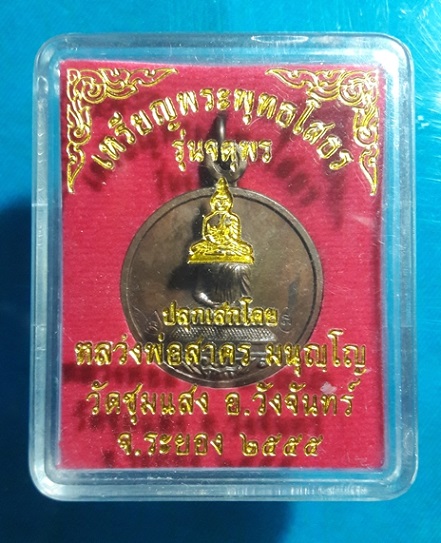 เหรียญพระพุทธโสธร
รุ่นจตุพร
ปลุกเสกโดย
หลวงพ่อสาคร มนุญฺโญ
วัดชุมแสง อ.วังจันทร์
จ.ระยอง ๒๕๕๕